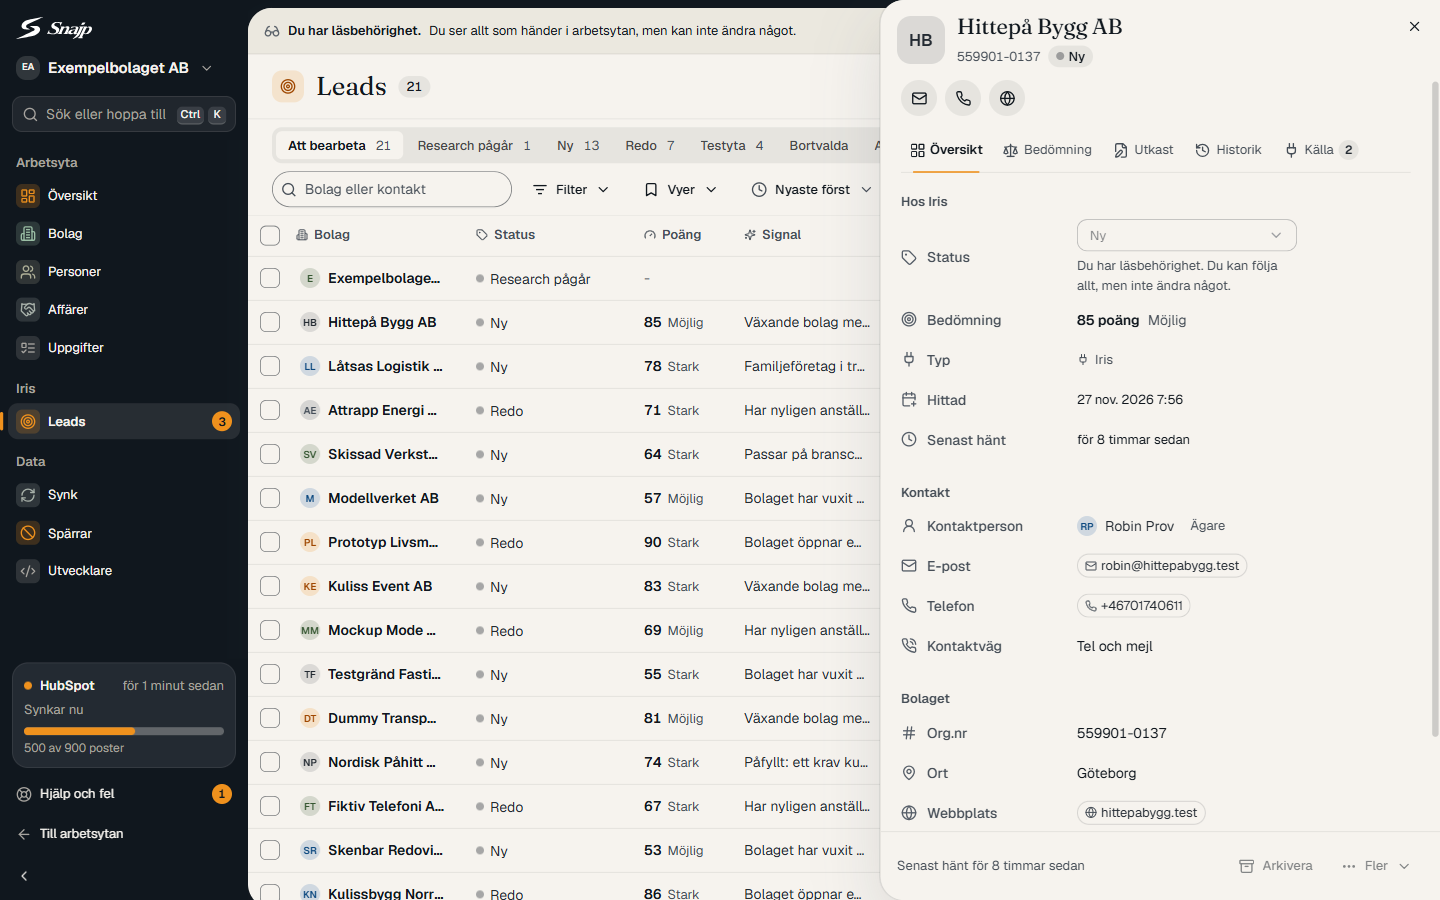 Snajp
EA Exempelbolaget AB
Sök eller hoppa till Ctrl K
Arbetsyta
Översikt
Bolag
Personer
Affärer
Uppgifter
Iris
Leads 3
Data
Synk
Spärrar
Utvecklare
HubSpot för 1 minut sedan
Synkar nu
500 av 900 poster
Hjälp och fel 1
Till arbetsytan
Du har läsbehörighet. Du ser allt som händer i arbetsytan, men kan inte ändra något.
Leads 21
Att bearbeta 21 Research pågår 1 Ny 13 Redo 7 Testyta 4 Bortvalda
Bolag eller kontakt Filter Vyer Nyaste först
Bolag Status Poäng Signal
E Exempelbolage... Research pågår -
HB Hittepå Bygg AB Ny 85 Möjlig Växande bolag me...
LL Låtsas Logistik ... Ny 78 Stark Familjeföretag i tr...
AE Attrapp Energi ... Redo 71 Stark Har nyligen anställ...
SV Skissad Verkst... Ny 64 Stark Passar på bransc...
M Modellverket AB Ny 57 Möjlig Bolaget har vuxit ...
PL Prototyp Livsm... Redo 90 Stark Bolaget öppnar e...
KE Kuliss Event AB Ny 83 Stark Växande bolag me...
MM Mockup Mode ... Redo 69 Möjlig Har nyligen anställ...
TF Testgränd Fasti... Ny 55 Stark Bolaget har vuxit ...
DT Dummy Transp... Ny 81 Möjlig Växande bolag me...
NP Nordisk Påhitt ... Ny 74 Stark Påfyllt: ett krav ku...
FT Fiktiv Telefoni A... Redo 67 Stark Har nyligen anställ...
SR Skenbar Redovi... Ny 53 Möjlig Bolaget har vuxit ...
KN Kulissbygg Norr... Redo 86 Stark Bolaget öppnar e...
HB Hittepå Bygg AB
559901-0137 Ny
Översikt Bedömning Utkast Historik Källa 2
Hos Iris
Status Ny
Du har läsbehörighet. Du kan följa
allt, men inte ändra något.
Bedömning 85 poäng Möjlig
Typ Iris
Hittad 27 nov. 2026 7:56
Senast hänt för 8 timmar sedan
Kontakt
Kontaktperson RP Robin Prov Ägare
E-post robin@hittepabygg.test
Telefon +46701740611
Kontaktväg Tel och mejl
Bolaget
Org.nr 559901-0137
Ort Göteborg
Webbplats hittepabygg.test
Senast hänt för 8 timmar sedan Arkivera Fler